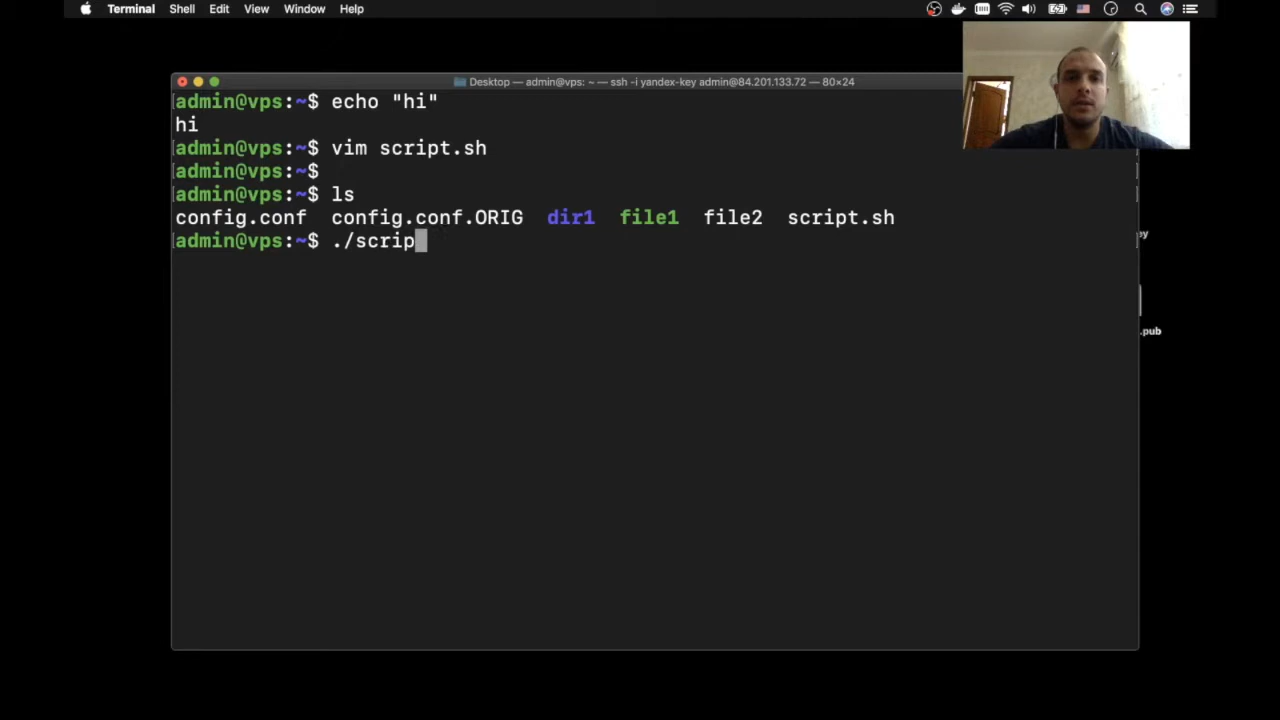 Terminal Shell Edit View Window Help
Desktop — admin@vps: ~ — ssh -i yandex-key admin@84.201.133.72 — 80×24
admin@vps:~$ echo "hi"
hi
admin@vps:~$ vim script.sh
admin@vps:~$
admin@vps:~$ ls
config.conf config.conf.ORIG dir1 file1 file2 script.sh
admin@vps:~$ ./scrip
py
.pub